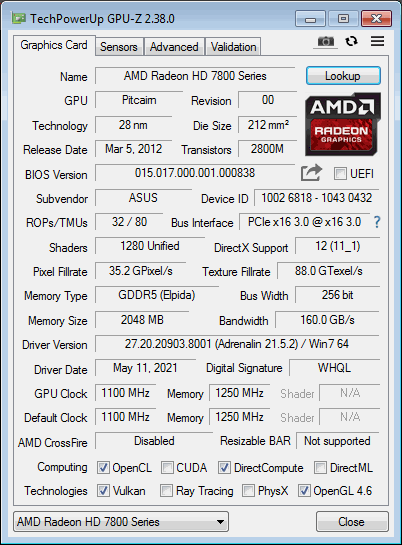 TechPowerUp GPU-Z 2.38.0
Graphics Card Sensors Advanced Validation
Name AMD Radeon HD 7800 Series Lookup
GPU Pitcairn Revision 00
Technology 28 nm Die Size 212 mm²
Release Date Mar 5, 2012 Transistors 2800M
AMD
RADEON
GRAPHICS
BIOS Version 015.017.000.001.000838 UEFI
Subvendor ASUS Device ID 1002 6818 - 1043 0432
ROPs/TMUs 32 / 80 Bus Interface PCIe x16 3.0 @ x16 3.0 ?
Shaders 1280 Unified DirectX Support 12 (11_1)
Pixel Fillrate 35.2 GPixel/s Texture Fillrate 88.0 GTexel/s
Memory Type GDDR5 (Elpida) Bus Width 256 bit
Memory Size 2048 MB Bandwidth 160.0 GB/s
Driver Version 27.20.20903.8001 (Adrenalin 21.5.2) / Win7 64
Driver Date May 11, 2021 Digital Signature WHQL
GPU Clock 1100 MHz Memory 1250 MHz Shader N/A
Default Clock 1100 MHz Memory 1250 MHz Shader N/A
AMD CrossFire Disabled Resizable BAR Not supported
Computing OpenCL CUDA DirectCompute DirectML
Technologies Vulkan Ray Tracing PhysX OpenGL 4.6
AMD Radeon HD 7800 Series Close